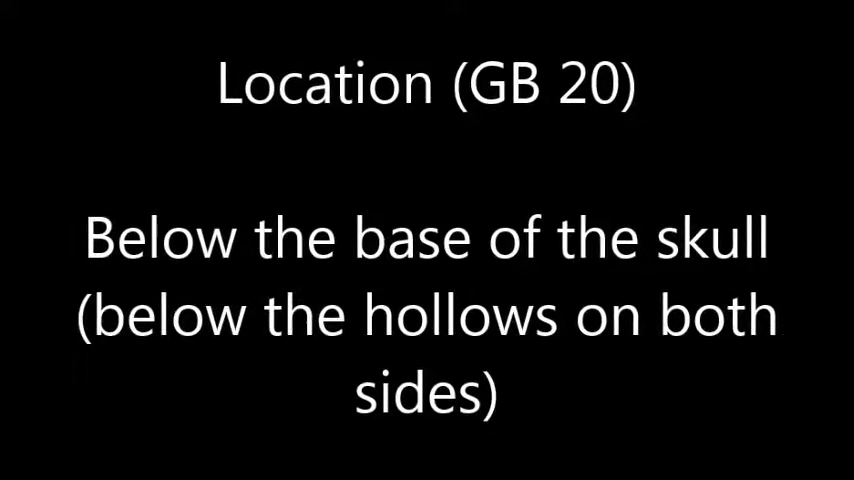 Location (GB 20)
Below the base of the skull
(below the hollows on both
sides)